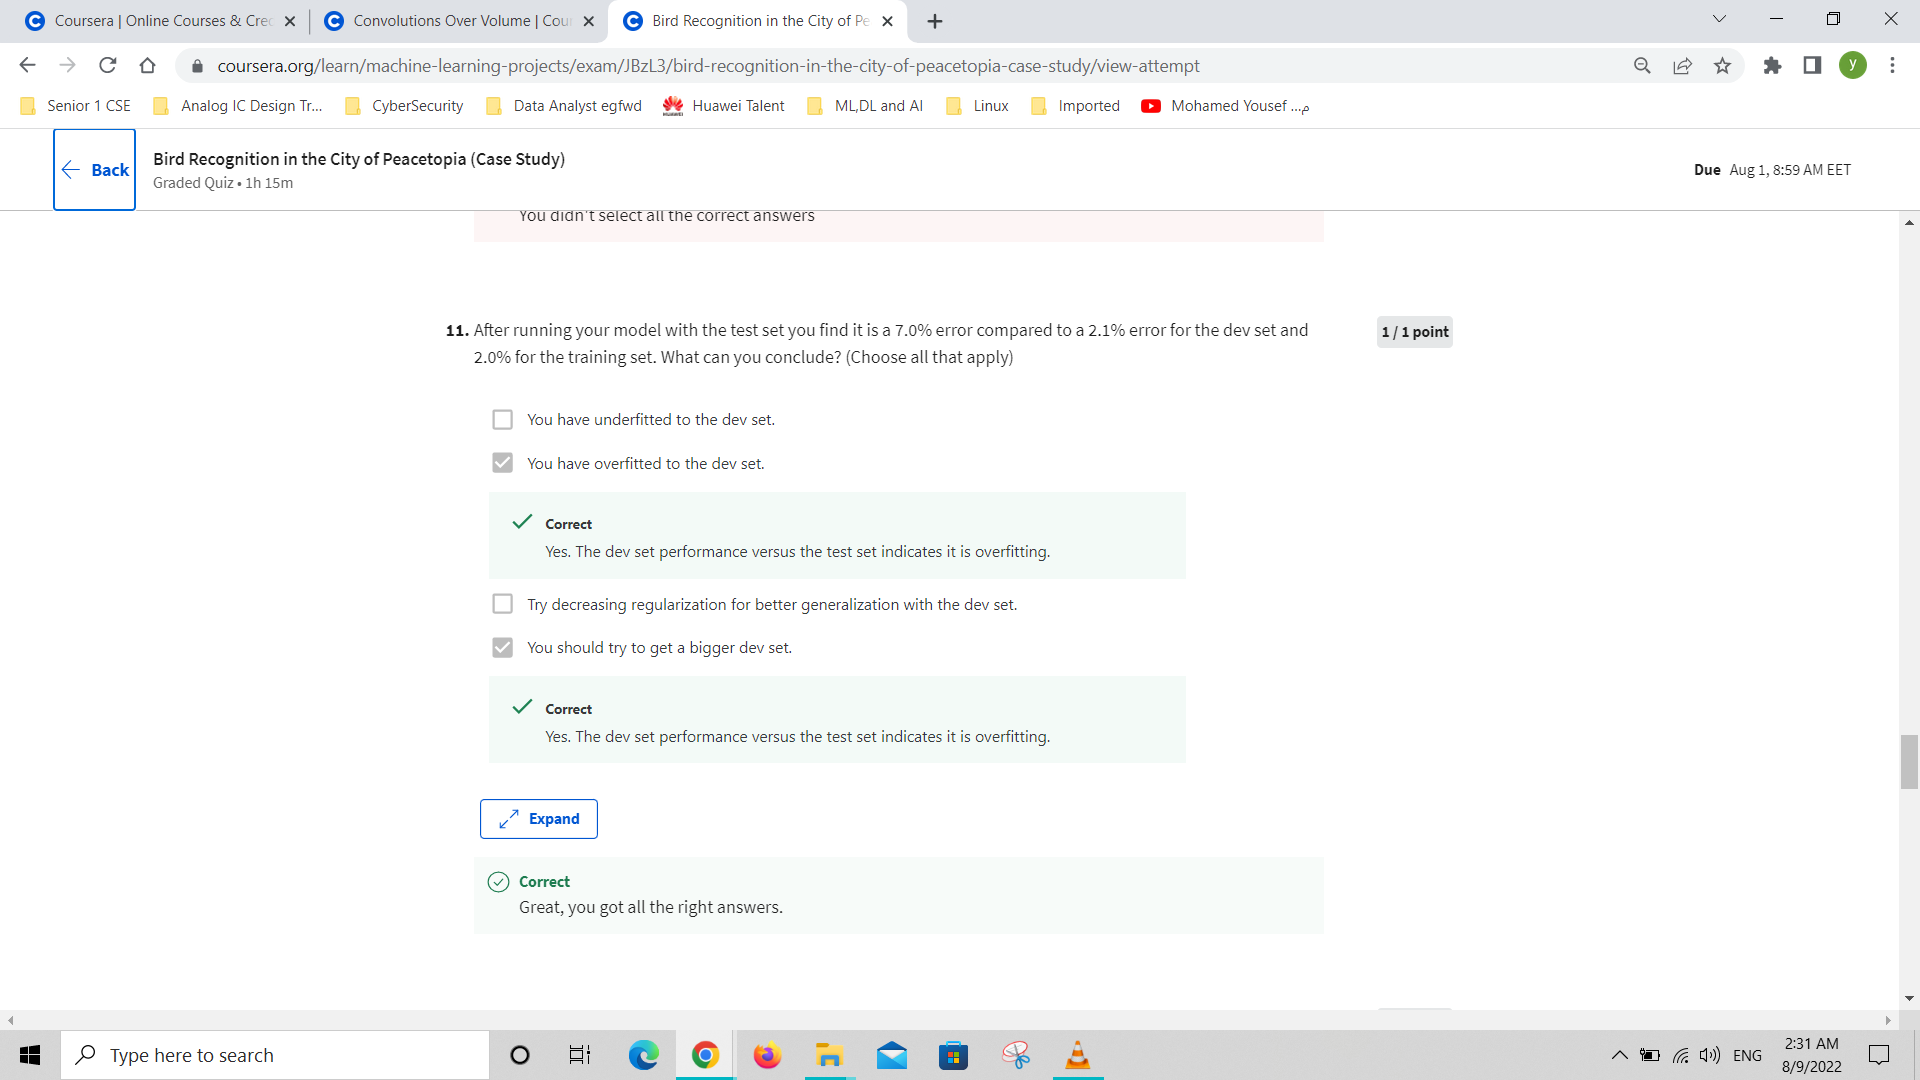 Coursera | Online Courses & Cre
Convolutions Over Volume | Cou
Bird Recognition in the City of Pe
coursera.org/learn/machine-learning-projects/exam/JBzL3/bird-recognition-in-the-city-of-peacetopia-case-study/view-attempt
y
Senior 1 CSE
Analog IC Design Tr...
CyberSecurity
Data Analyst egfwd
Huawei Talent
ML,DL and AI
Linux
Imported
Mohamed Yousef ...م
Back
Bird Recognition in the City of Peacetopia (Case Study)
Graded Quiz • 1h 15m
Due Aug 1, 8:59 AM EET
You didn't select all the correct answers
11. After running your model with the test set you find it is a 7.0% error compared to a 2.1% error for the dev set and
2.0% for the training set. What can you conclude? (Choose all that apply)
1 / 1 point
You have underfitted to the dev set.
You have overfitted to the dev set.
Correct
Yes. The dev set performance versus the test set indicates it is overfitting.
Try decreasing regularization for better generalization with the dev set.
You should try to get a bigger dev set.
Correct
Yes. The dev set performance versus the test set indicates it is overfitting.
Expand
Correct
Great, you got all the right answers.
Type here to search
ENG
2:31 AM
8/9/2022